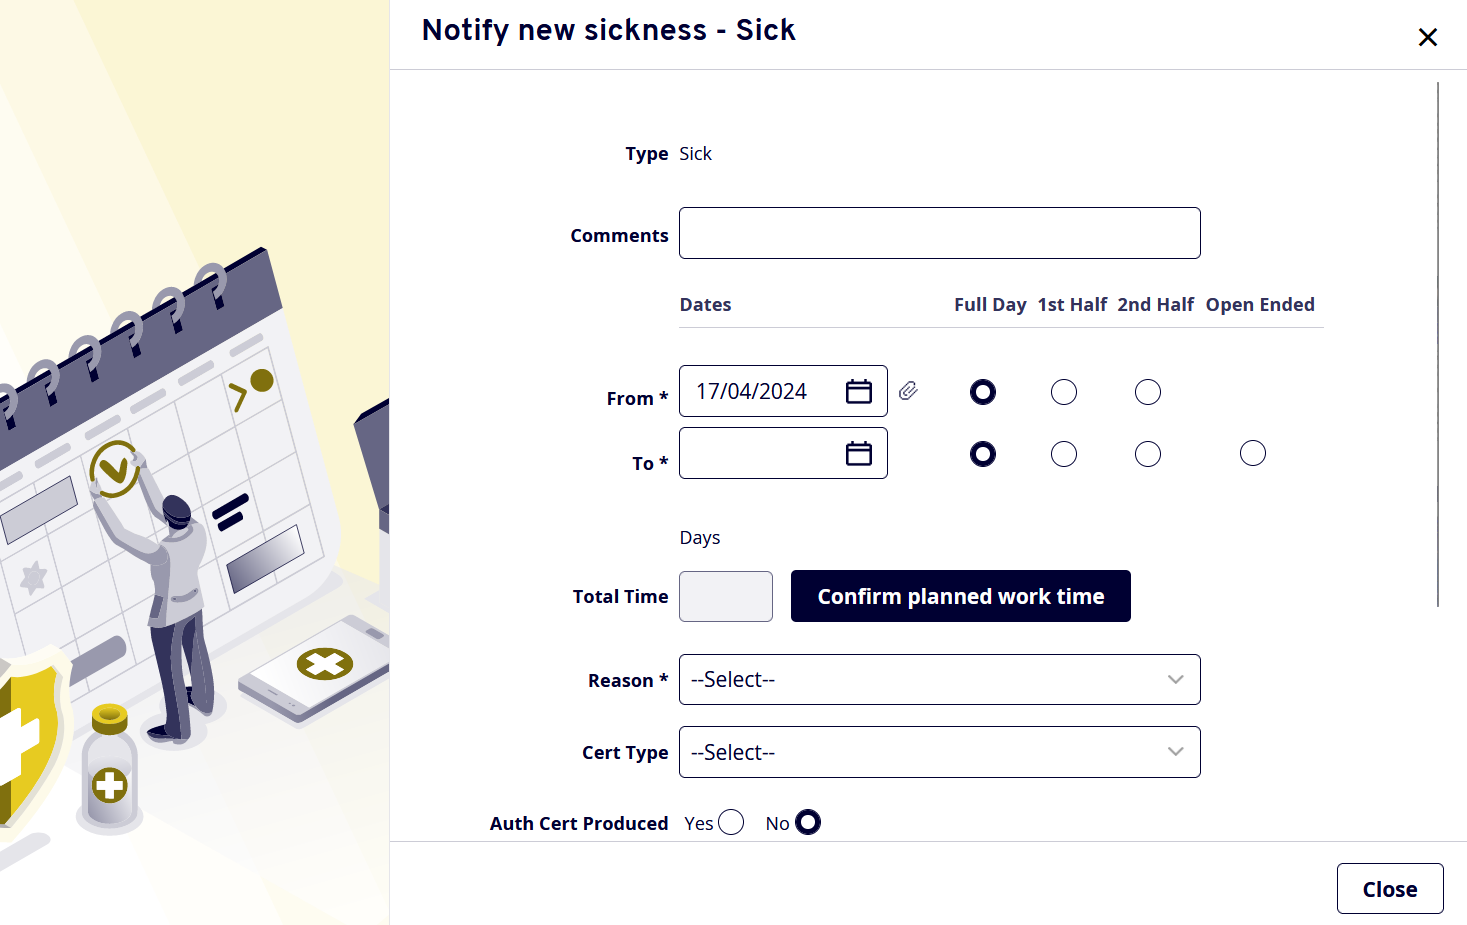 Notify new sickness - Sick
Type Sick
Comments
Dates Full Day 1st Half 2nd Half Open Ended
From * 17/04/2024
To *
Days
Total Time Confirm planned work time
Reason * --Select--
Cert Type --Select--
Auth Cert Produced Yes No
Close